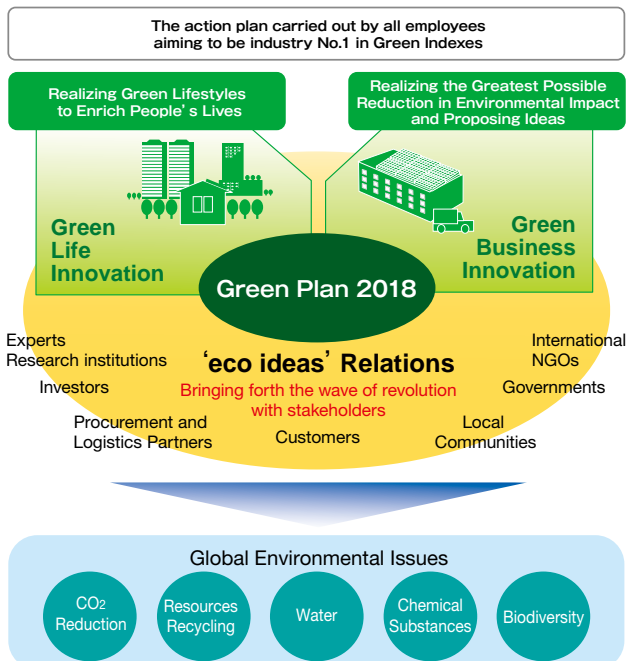 The action plan carried out by all employees
aiming to be industry No.1 in Green Indexes
Realizing Green Lifestyles
to Enrich People's Lives
Realizing the Greatest Possible
Reduction in Environmental Impact
and Proposing Ideas
Green
Life
Innovation
Green
Business
Innovation
Green Plan 2018
'eco ideas' Relations
Bringing forth the wave of revolution
with stakeholders
Experts
Research institutions
Investors
Procurement and
Logistics Partners
Customers
Local
Communities
Governments
International
NGOs
Global Environmental Issues
CO2
Reduction
Resources
Recycling
Water
Chemical
Substances
Biodiversity